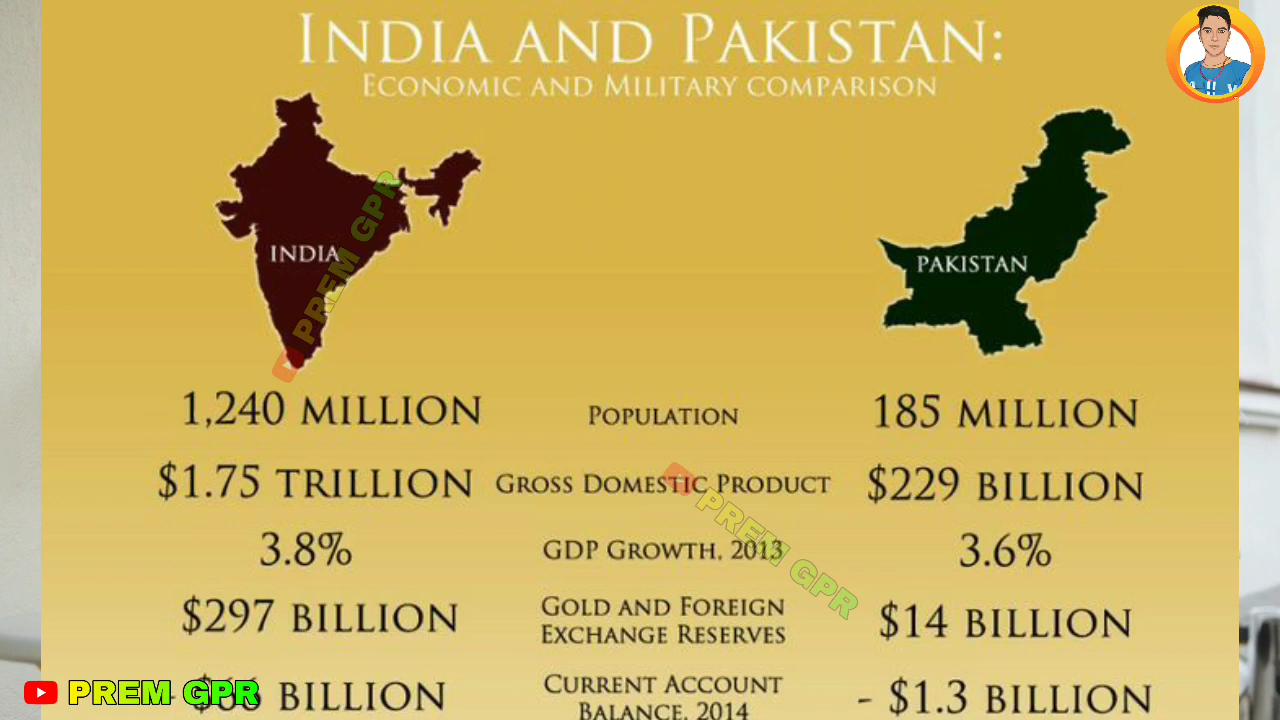 INDIA AND PAKISTAN:
ECONOMIC AND MILITARY COMPARISON
INDIA
PAKISTAN
PREM GPR
1,240 MILLION POPULATION 185 MILLION
$1.75 TRILLION GROSS DOMESTIC PRODUCT $229 BILLION
PREM GPR
3.8% GDP GROWTH, 2013 3.6%
$297 BILLION GOLD AND FOREIGN EXCHANGE RESERVES $14 BILLION
- $66 BILLION CURRENT ACCOUNT BALANCE, 2014 - $1.3 BILLION
PREM GPR